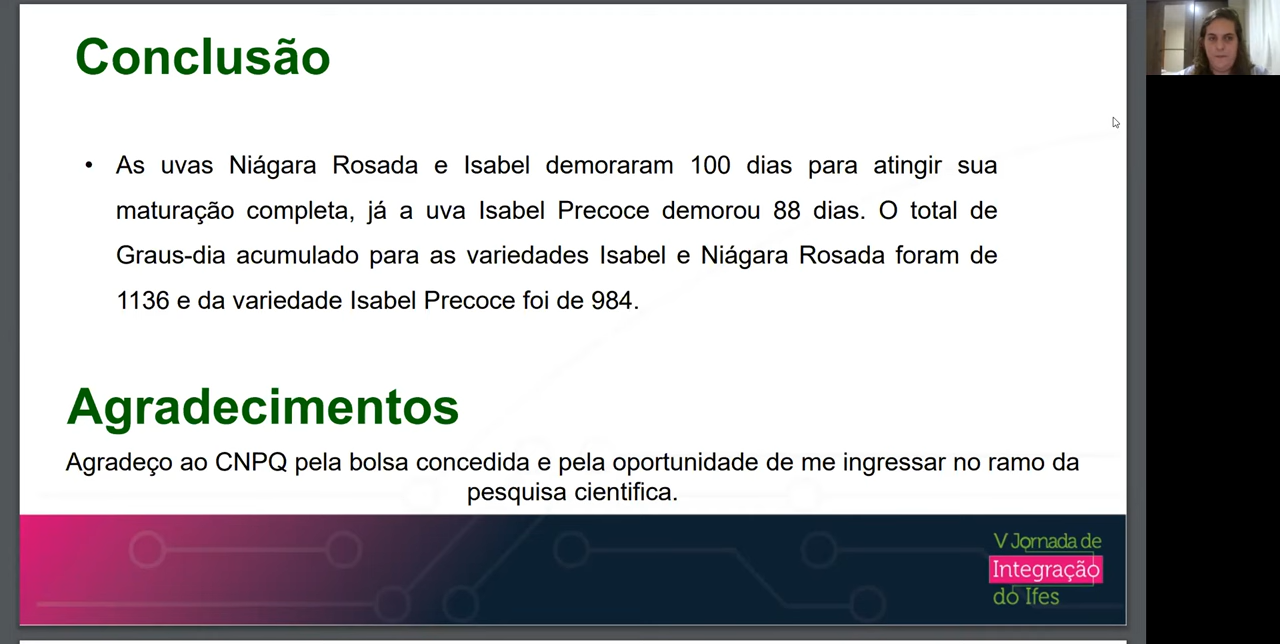 Conclusão
• As uvas Niágara Rosada e Isabel demoraram 100 dias para atingir sua
maturação completa, já a uva Isabel Precoce demorou 88 dias. O total de
Graus-dia acumulado para as variedades Isabel e Niágara Rosada foram de
1136 e da variedade Isabel Precoce foi de 984.
Agradecimentos
Agradeço ao CNPQ pela bolsa concedida e pela oportunidade de me ingressar no ramo da
pesquisa cientifica.
V Jornada de
Integração
do Ifes